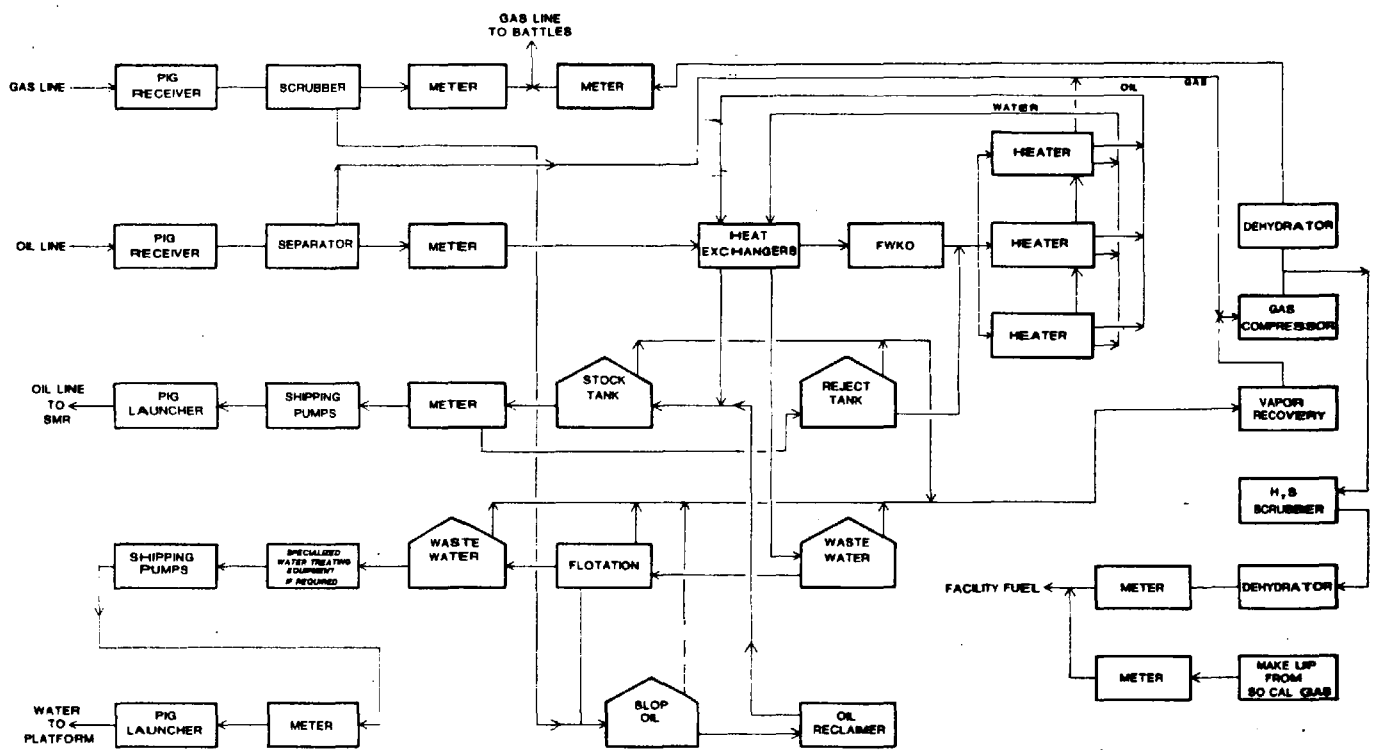 GAS LINE
TO BATTLES
GAS LINE
PIG
RECEIVER
SCRUBBER
METER
METER
OIL
GAS
WATER
HEATER
OIL LINE
PIG
RECEIVER
SEPARATOR
METER
HEAT
EXCHANGERS
FWKO
HEATER
DEHYDRATOR
HEATER
GAS
COMPRESSOR
OIL LINE
TO
SMR
PIG
LAUNCHER
SHIPPING
PUMPS
METER
STOCK
TANK
REJECT
TANK
VAPOR
RECOVERY
H,S
SCRUBBER
SHIPPING
PUMPS
SPECIALIZED
WATER TREATING
EQUIPMENT
IF REQUIRED
WASTE
WATER
FLOTATION
WASTE
WATER
FACILITY FUEL
METER
DEHYDRATOR
METER
MAKE UP
FROM
SO CAL GAS
WATER
TO
PLATFORM
PIG
LAUNCHER
METER
SLOP
OIL
OIL
RECLAIMER